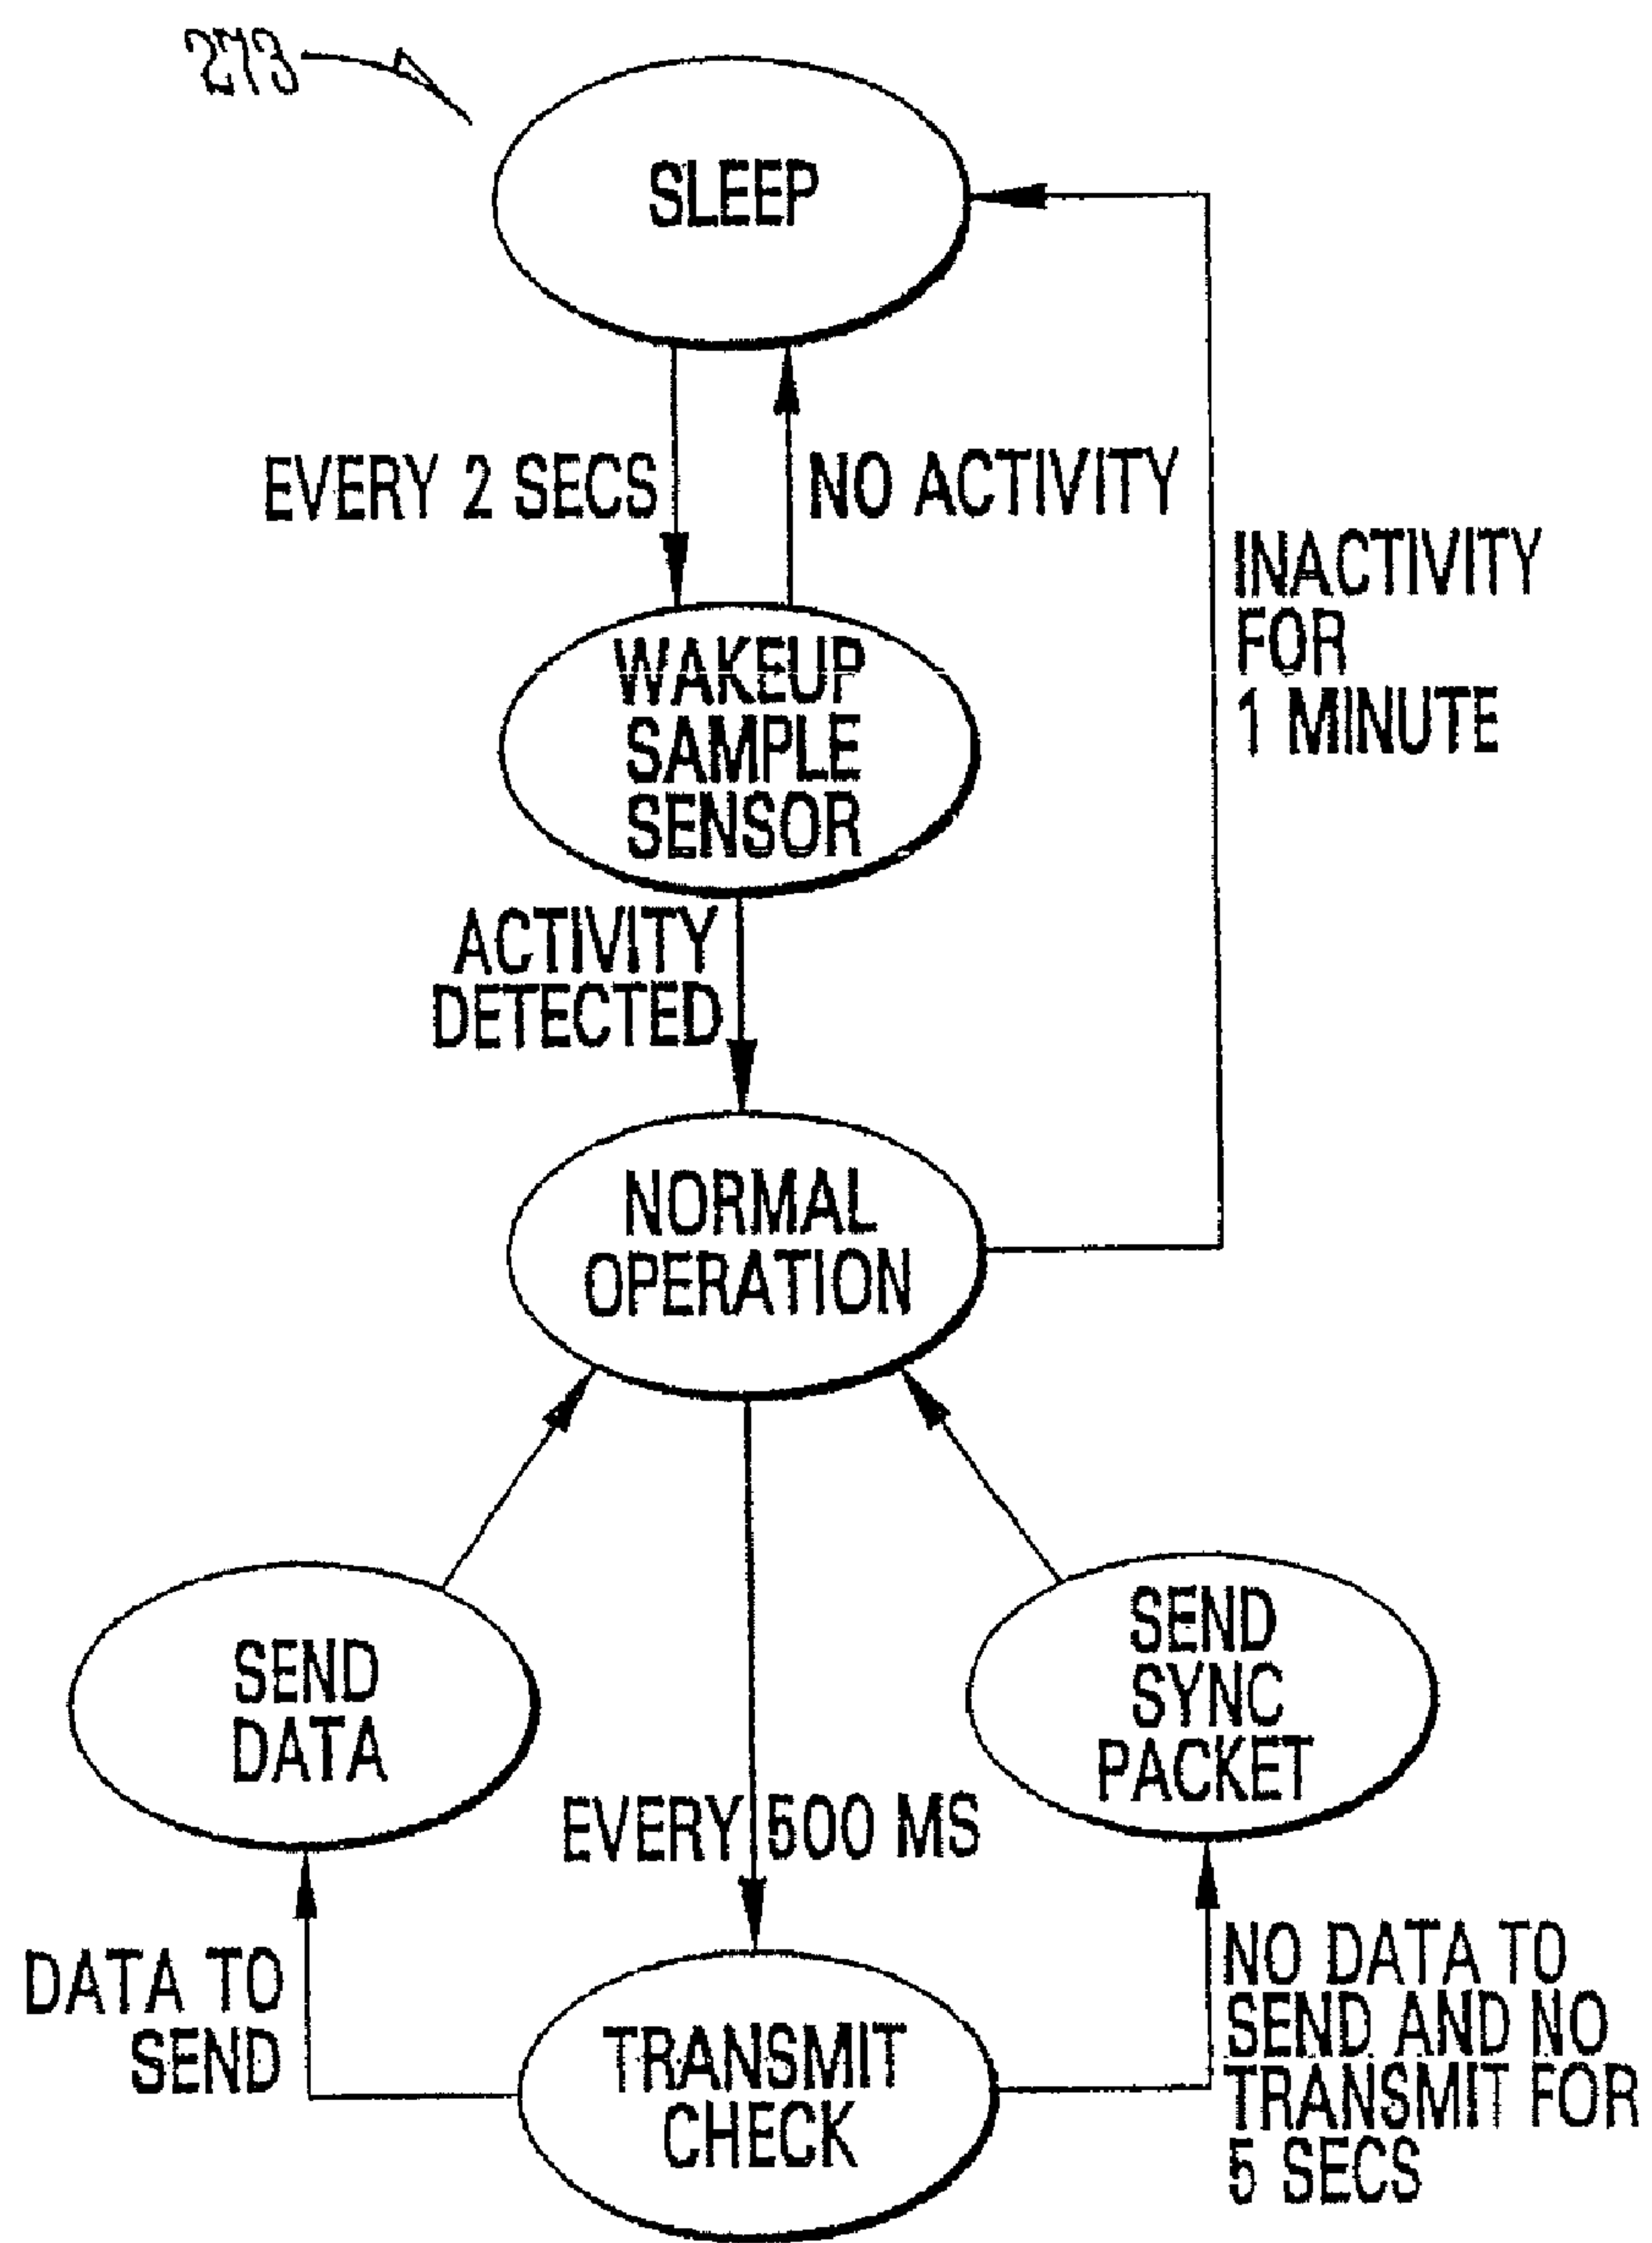 273
SLEEP
EVERY 2 SECS
NO ACTIVITY
INACTIVITY
FOR
1 MINUTE
WAKEUP
SAMPLE
SENSOR
ACTIVITY
DETECTED
NORMAL
OPERATION
SEND
DATA
SEND
SYNC
PACKET
EVERY 500 MS
DATA TO
SEND
NO DATA TO
SEND AND NO
TRANSMIT FOR
5 SECS
TRANSMIT
CHECK